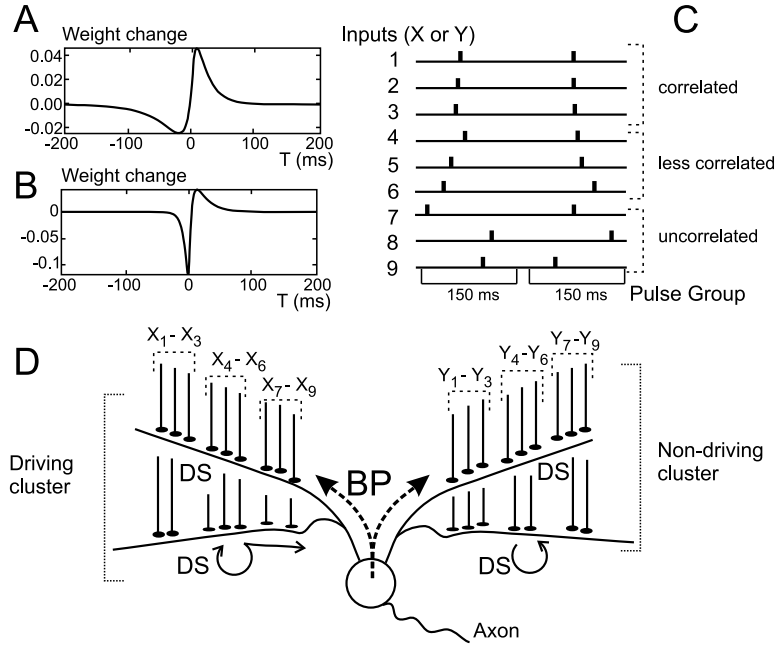 A
Weight change
0.04
0.02
0.00
-0.02
-200
-100
0
100
200
T (ms)
B
Weight change
0
-0.05
-0.1
-200
-100
0
100
200
T (ms)
C
Inputs (X or Y)
1
2
3
4
5
6
7
8
9
correlated
less correlated
uncorrelated
150 ms
150 ms
Pulse Group
D
X1- X3
X4 - X6
X7 - X9
Y1- Y3
Y4–Y6
Y7–Y9
Driving
cluster
DS
DS
BP
DS
DS
Non-driving
cluster
Axon